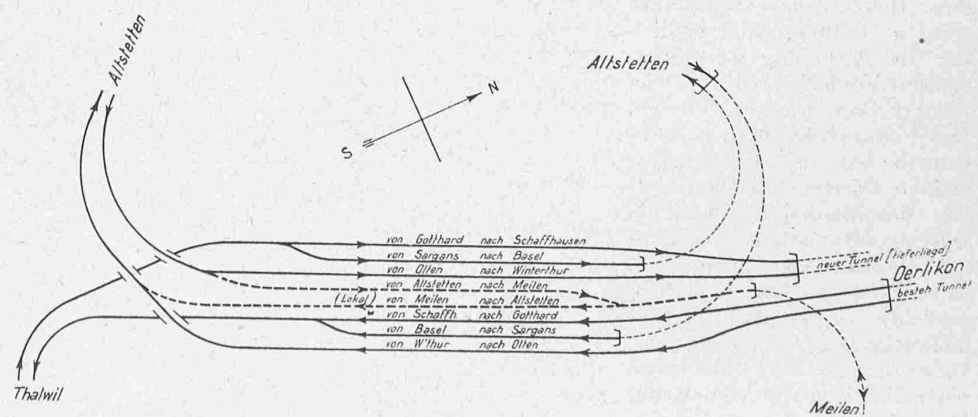 Altstetten
Altstetten
N
S
von Gotthard nach Schaffhausen
von Sargans nach Basel
von Olten nach Winterthur
von Altstetten nach Meilen
(Lokal) von Meilen nach Altstetten
von Schaffh. nach Gotthard
von Basel nach Sargans
von W'thur nach Olten
neuer Tunnel [tieferliegd]
Oerlikon
besteh Tunnel
Thalwil
Meilen